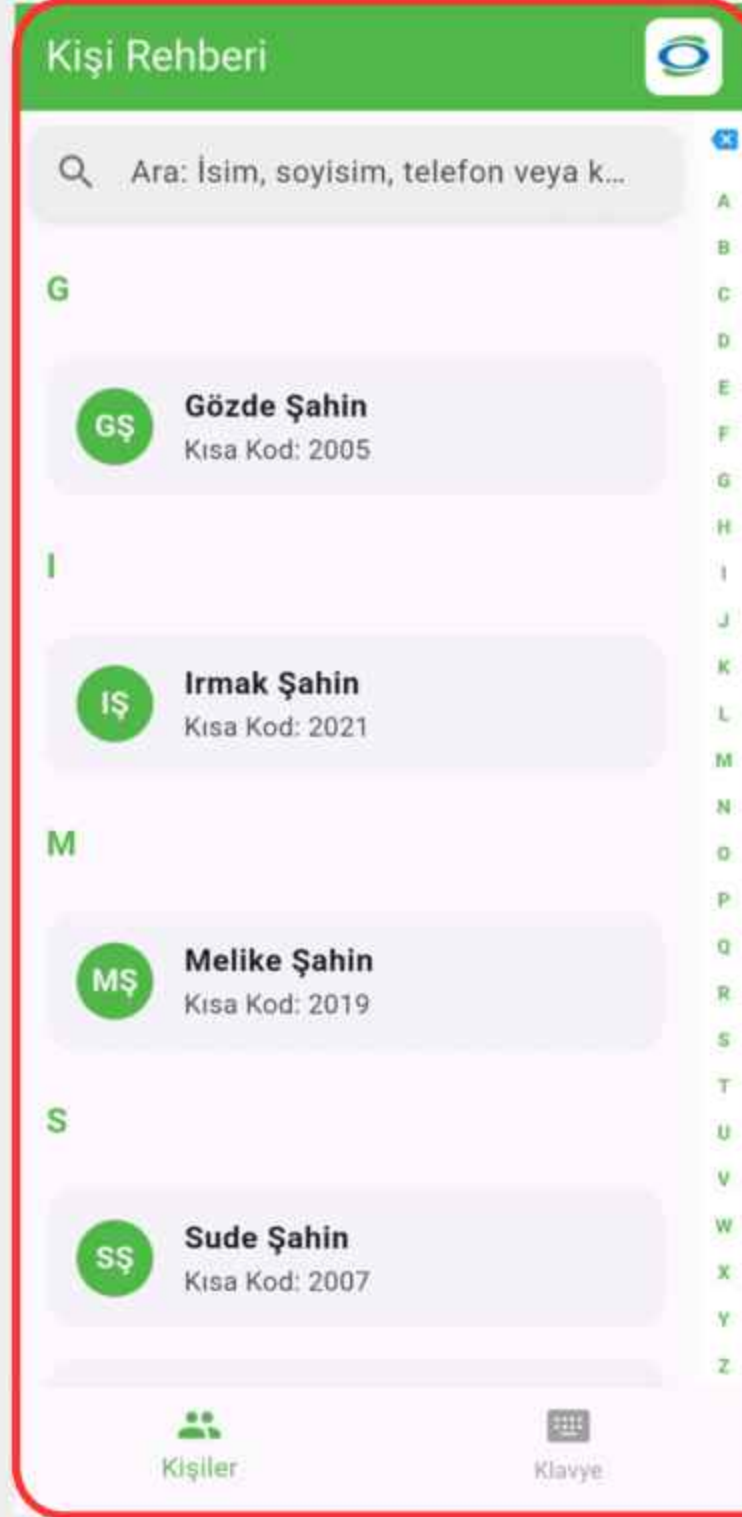 Kişi Rehberi
Ara: İsim, soyisim, telefon veya k...
G
GŞ
Gözde Şahin
Kısa Kod: 2005
I
IŞ
Irmak Şahin
Kısa Kod: 2021
M
MŞ
Melike Şahin
Kısa Kod: 2019
S
SŞ
Sude Şahin
Kısa Kod: 2007
A
B
C
D
E
F
G
H
I
J
K
L
M
N
O
P
Q
R
S
T
U
V
W
X
Y
Z
Kişiler
Klavye